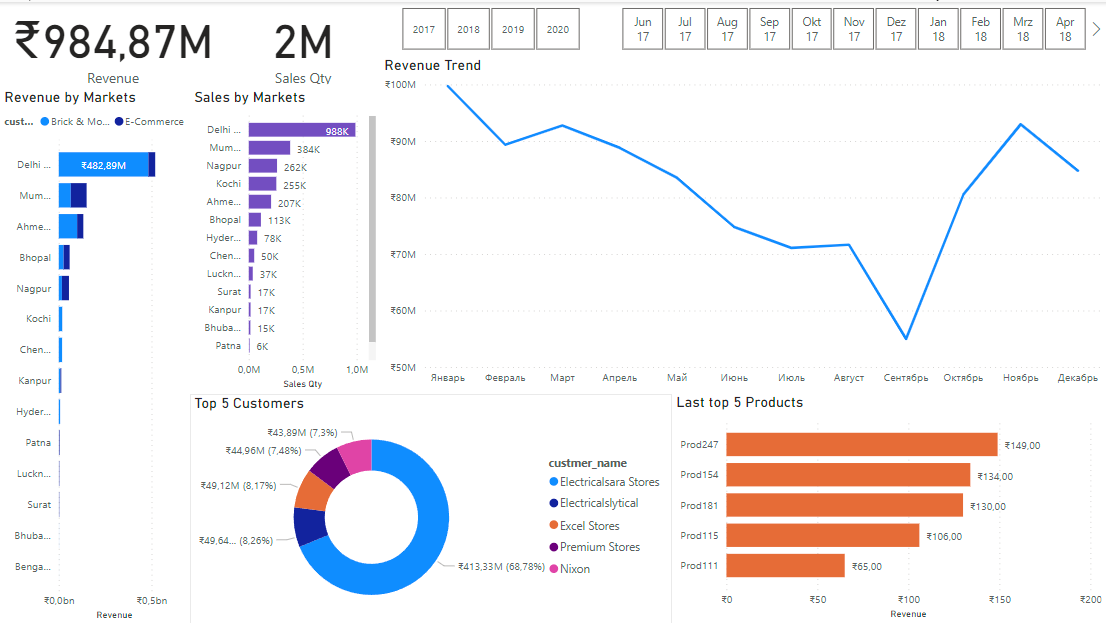 ₹984,87M
Revenue
2M
Sales Qty
2017
2018
2019
2020
Jun
17
Jul
17
Aug
17
Sep
17
Okt
17
Nov
17
Dez
17
Jan
18
Feb
18
Mrz
18
Apr
18
Revenue by Markets
cust...
Brick & Mo...
E-Commerce
Delhi ...
₹482,89M
Mum...
Ahme...
Bhopal
Nagpur
Kochi
Chen...
Kanpur
Hyder...
Patna
Luckn...
Surat
Bhuba...
Benga...
₹0,0bn
₹0,5bn
Revenue
Sales by Markets
Delhi ...
988K
Mum...
384K
Nagpur
262K
Kochi
255K
Ahme...
207K
Bhopal
113K
Hyder...
78K
Chen...
50K
Luckn...
37K
Surat
17K
Kanpur
17K
Bhuba...
15K
Patna
6K
0,0M
0,5M
1,0M
Sales Qty
Revenue Trend
₹100M
₹90M
₹80M
₹70M
₹60M
₹50M
Январь
Февраль
Март
Апрель
Май
Июнь
Июль
Август
Сентябрь
Октябрь
Ноябрь
Декабрь
Top 5 Customers
₹43,89M (7,3%)
₹44,96M (7,48%)
₹49,12M (8,17%)
₹49,64... (8,26%)
₹413,33M (68,78%)
custmer_name
Electricalsara Stores
Electricalslytical
Excel Stores
Premium Stores
Nixon
Last top 5 Products
Prod247
₹149,00
Prod154
₹134,00
Prod181
₹130,00
Prod115
₹106,00
Prod111
₹65,00
₹0
₹50
₹100
₹150
₹200
Revenue